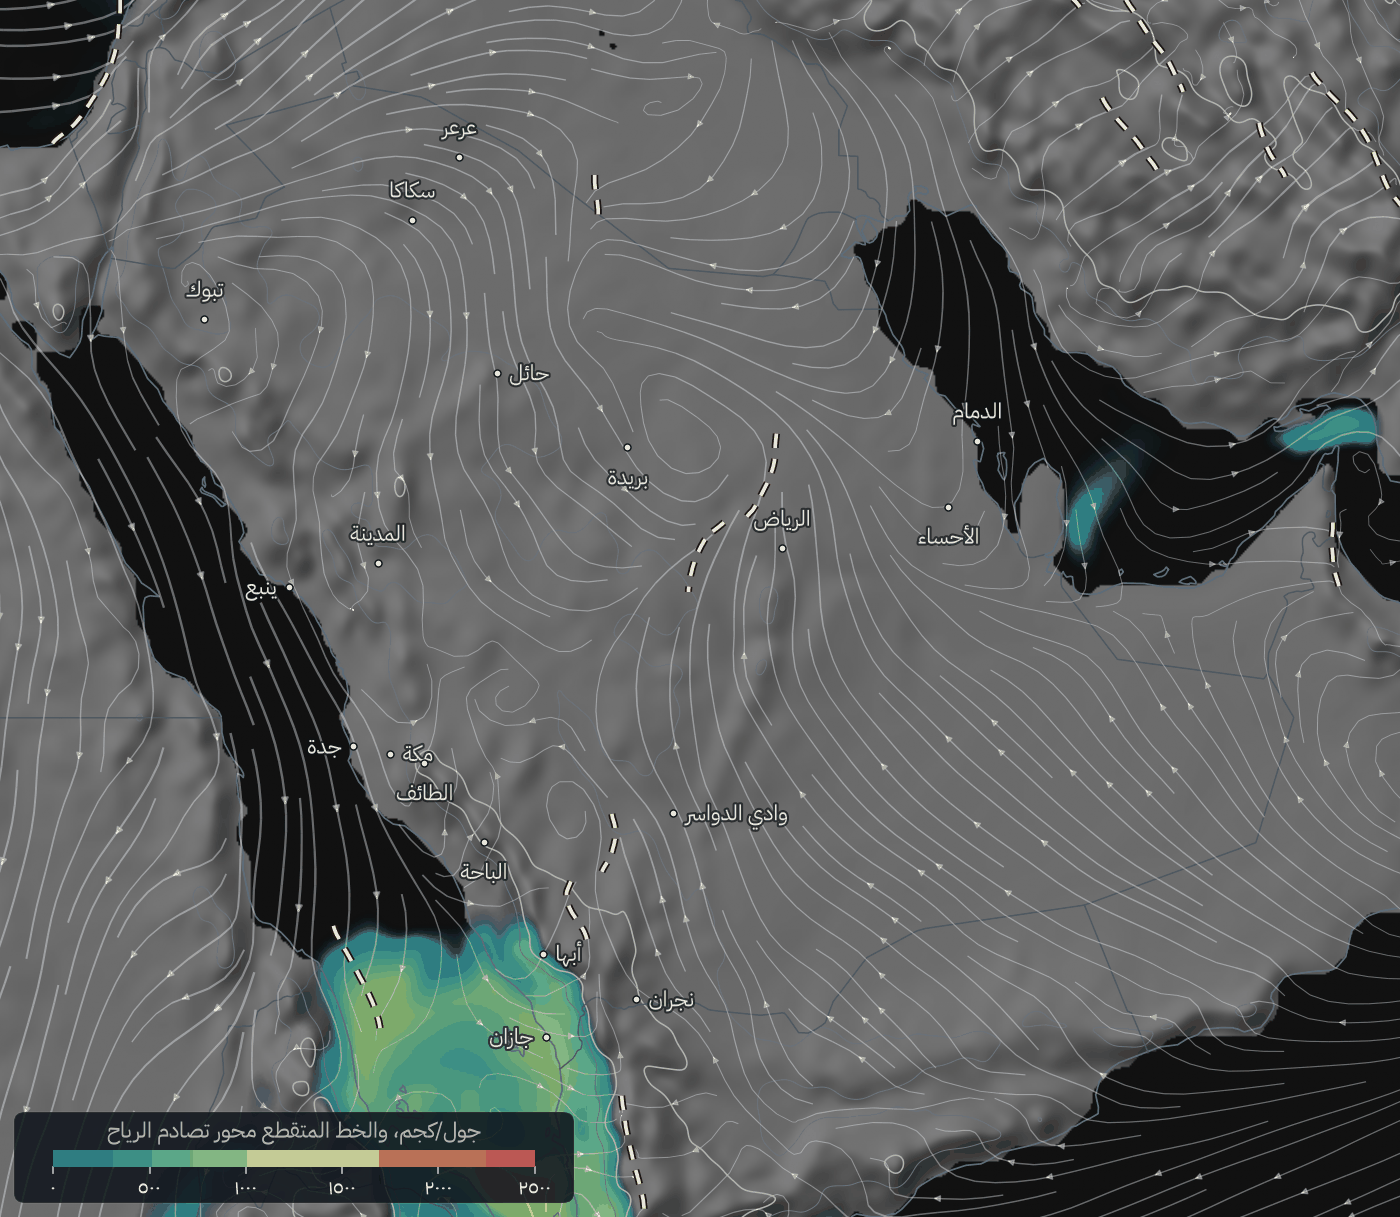 عرعر
سكاكا
تبوك
حائل
الدمام
بريدة
الرياض
الأحساء
المدينة
ينبع
جدة
مكة
الطائف
وادي الدواسر
الباحة
أبها
نجران
جازان
جول/كجم، والخط المتقطع محور تصادم الرياح
٠ ٥٠٠ ١٠٠٠ ١٥٠٠ ٢٠٠٠ ٢٥٠٠